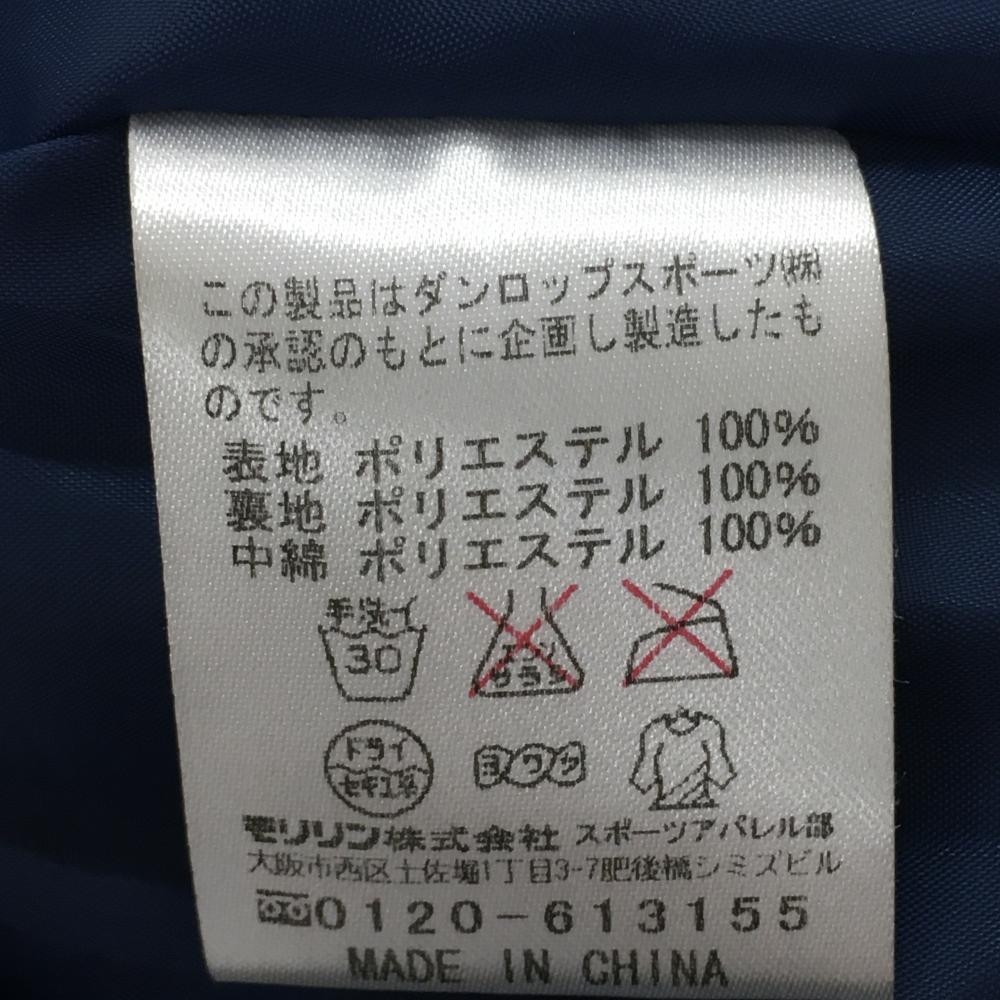 この製品はダンロップスポーツ㈱
の承認のもとに企画し製造したも
のです。
表地 ポリエステル 100%
裏地 ポリエステル 100%
中綿 ポリエステル 100%
手洗イ
30
エンソ
サラシ
ドライ
セキユ系
ヨワク
モリリン株式会社 スポーツアパレル部
大阪市西区土佐堀1丁目3-7肥後橋シミズビル
0120-613155
MADE IN CHINA